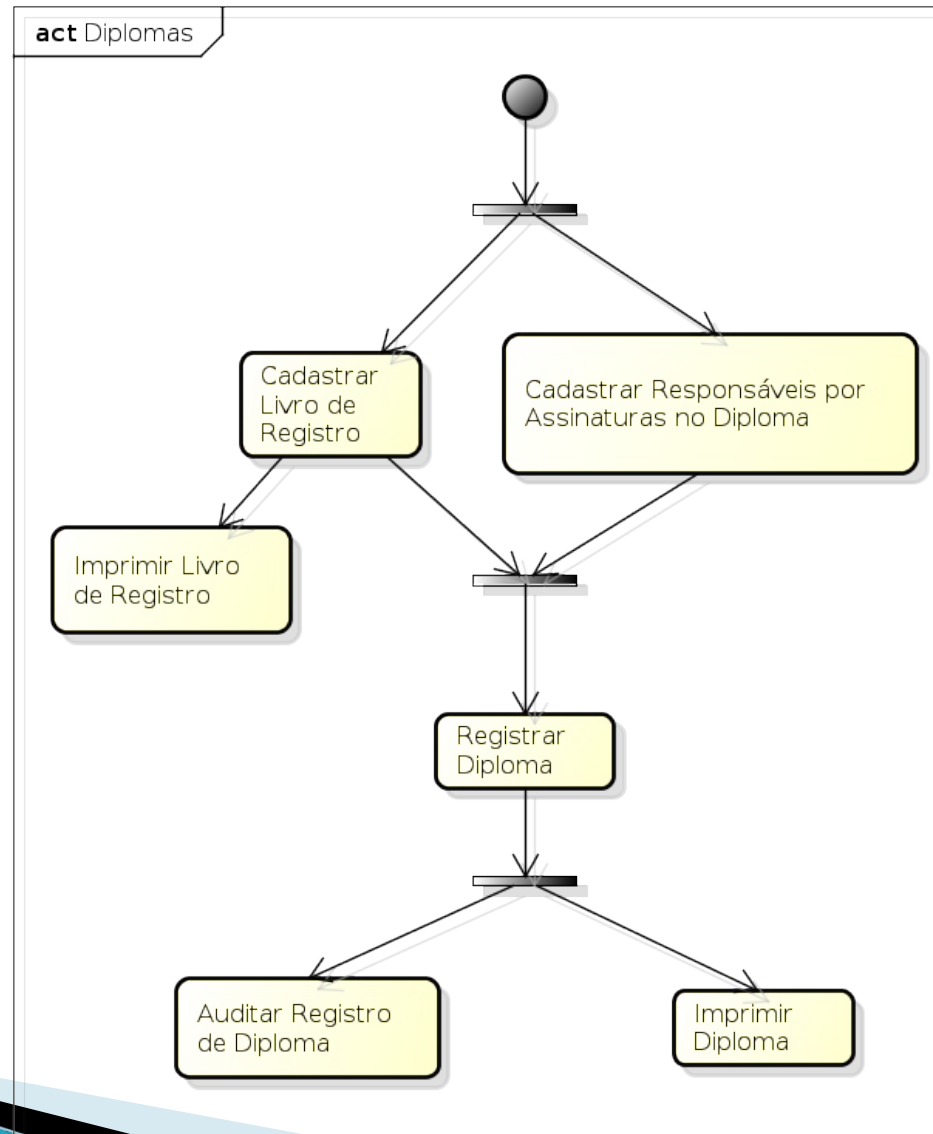 act Diplomas
Cadastrar
Livro de
Registro
Cadastrar Responsáveis por
Assinaturas no Diploma
Imprimir Livro
de Registro
Registrar
Diploma
Auditar Registro
de Diploma
Imprimir
Diploma